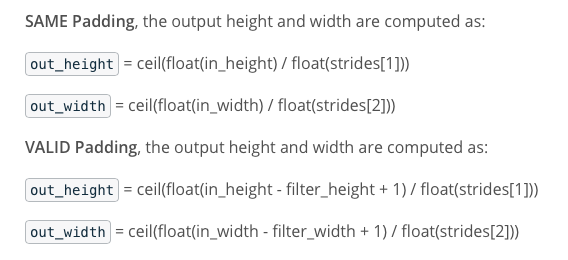 SAME Padding, the output height and width are computed as:
out_height = ceil(float(in_height) / float(strides[1]))
out_width = ceil(float(in_width) / float(strides[2]))
VALID Padding, the output height and width are computed as:
out_height = ceil(float(in_height - filter_height + 1) / float(strides[1]))
out_width = ceil(float(in_width - filter_width + 1) / float(strides[2]))